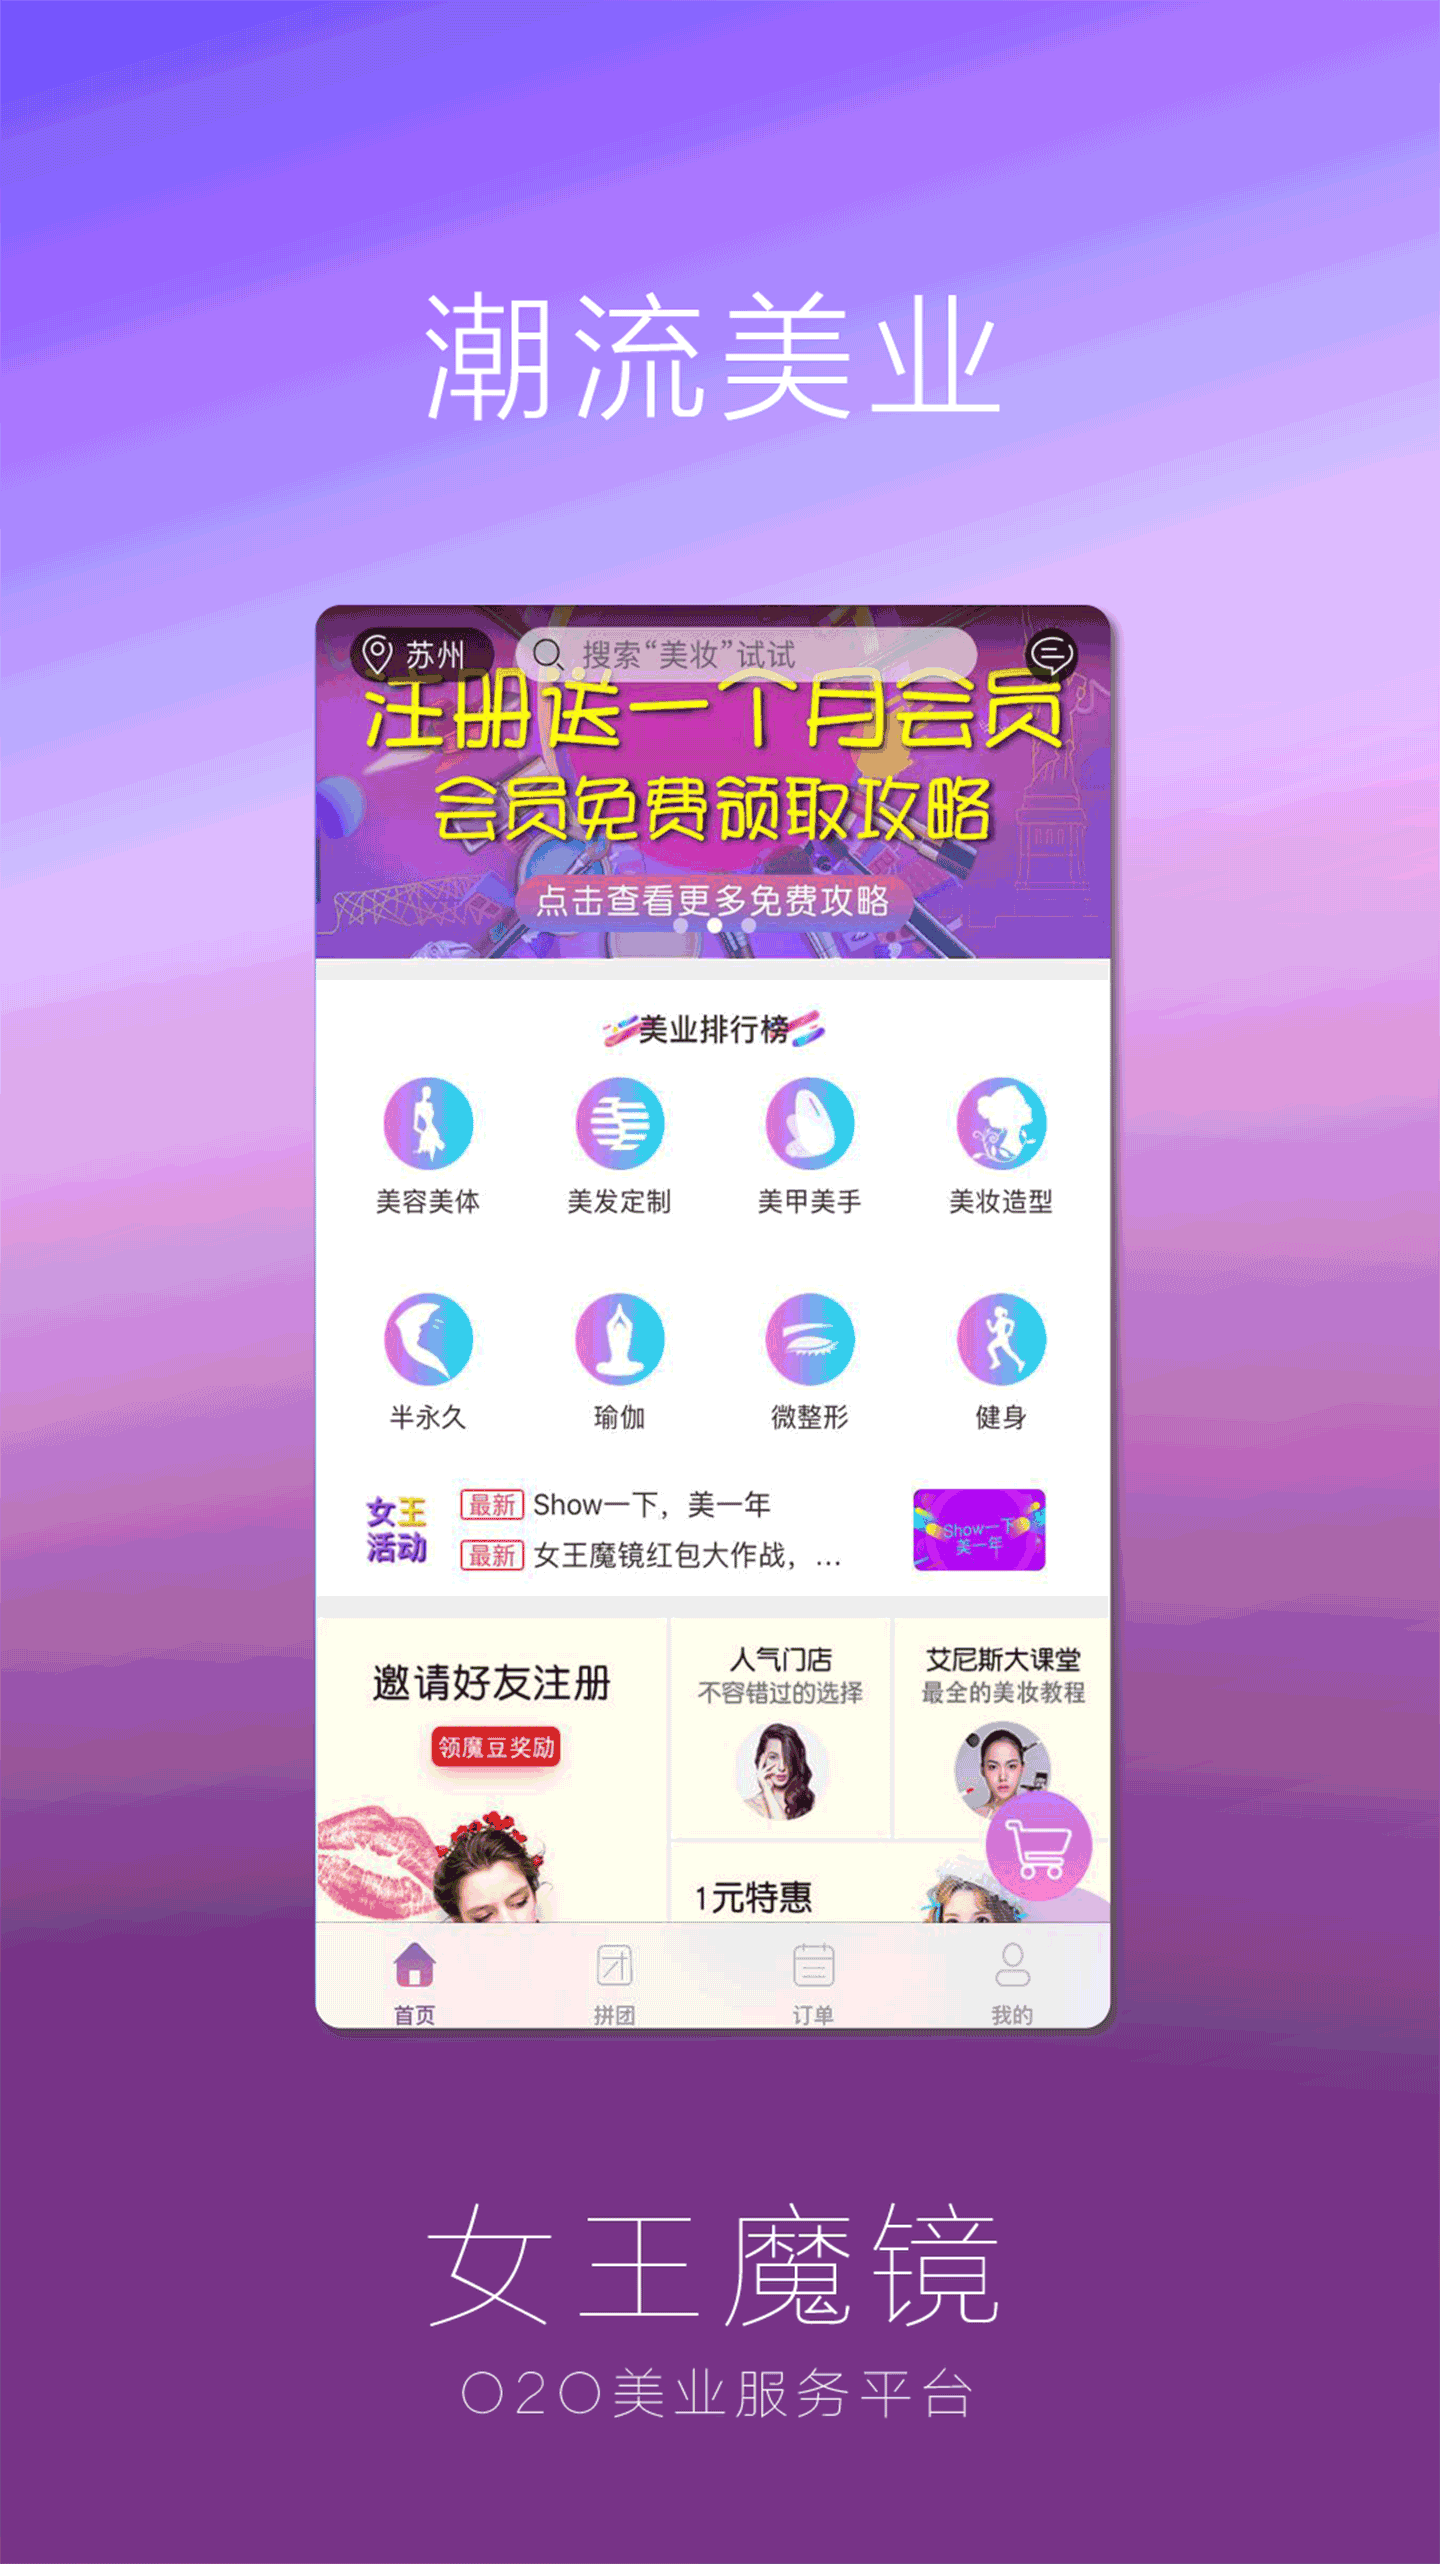 潮流美业
苏州
搜索“美妆”试试
注册送一个月会员
会员免费领取攻略
点击查看更多免费攻略
美业排行榜
美容美体
美发定制
美甲美手
美妆造型
半永久
瑜伽
微整形
健身
女王
活动
最新 Show一下，美一年
最新 女王魔镜红包大作战，...
Show一下
美一年
邀请好友注册
领魔豆奖励
人气门店
不容错过的选择
艾尼斯大课堂
最全的美妆教程
1元特惠
首页
拼团
订单
我的
女王魔镜
O2O美业服务平台